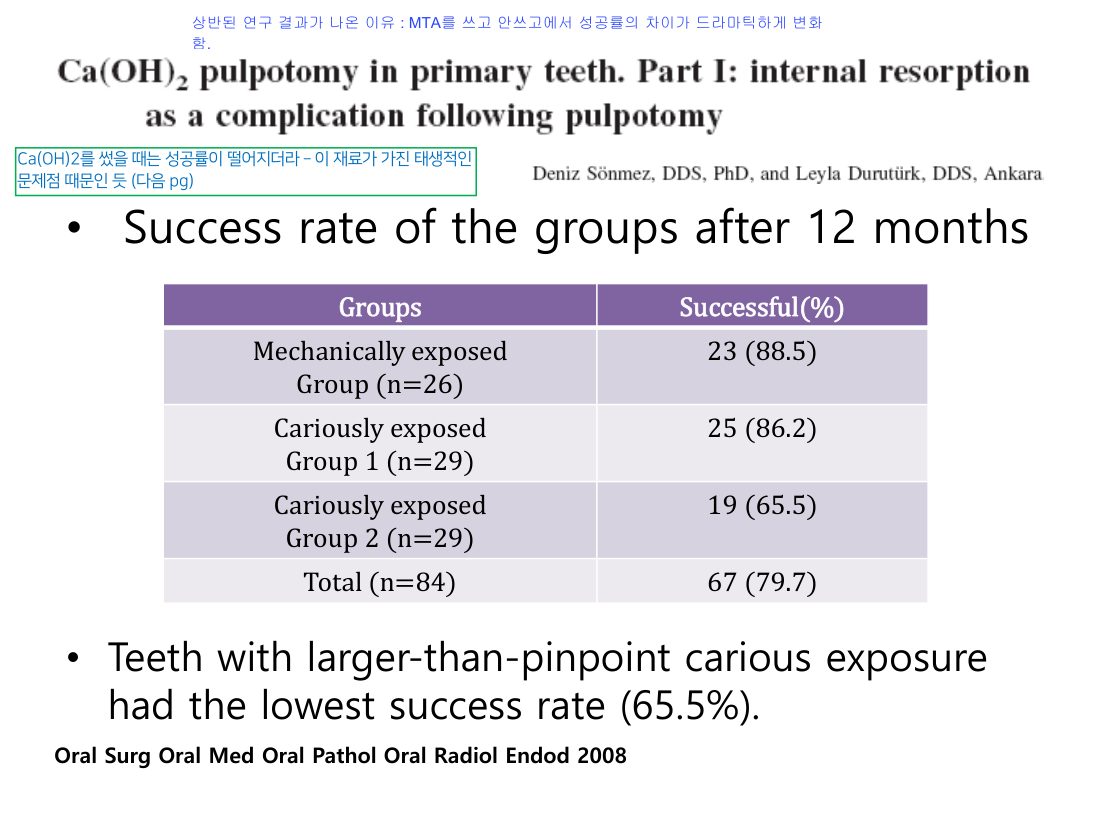 상반된 연구 결과가 나온 이유 : MTA를 쓰고 안쓰고에서 성공률의 차이가 드라마틱하게 변화
함.
Ca(OH)2 pulpotomy in primary teeth. Part I: internal resorption
as a complication following pulpotomy
Ca(OH)2를 썼을 때는 성공률이 떨어지더라 – 이 재료가 가진 태생적인
문제점 때문인 듯 (다음 pg)
Deniz Sönmez, DDS, PhD, and Leyla Durutürk, DDS, Ankara
• Success rate of the groups after 12 months
Groups Successful(%)
Mechanically exposed 23 (88.5)
Group (n=26)
Cariously exposed 25 (86.2)
Group 1 (n=29)
Cariously exposed 19 (65.5)
Group 2 (n=29)
Total (n=84) 67 (79.7)
• Teeth with larger-than-pinpoint carious exposure
had the lowest success rate (65.5%).
Oral Surg Oral Med Oral Pathol Oral Radiol Endod 2008